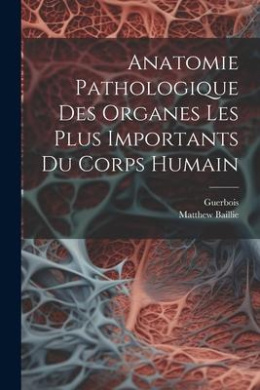 Anatomie
Pathologique
Des Organes Les
Plus Importants
Du Corps Humain
Guerbois
Matthew Baillie